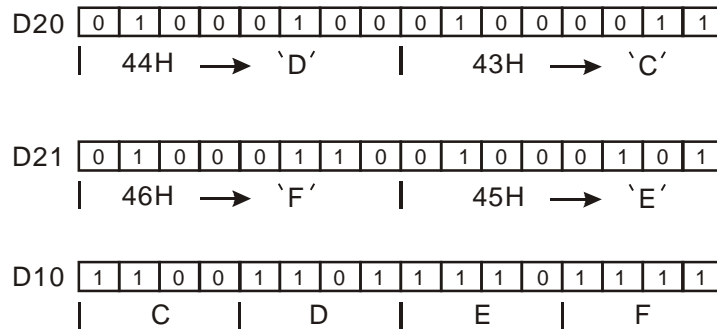 D20 0 1 0 0 0 1 0 0 0 1 0 0 0 0 1 1
44H → `D′ 43H → `C′
D21 0 1 0 0 0 1 1 0 0 1 0 0 0 1 0 1
46H → `F′ 45H → `E′
D10 1 1 0 0 1 1 0 1 1 1 1 0 1 1 1 1
C D E F